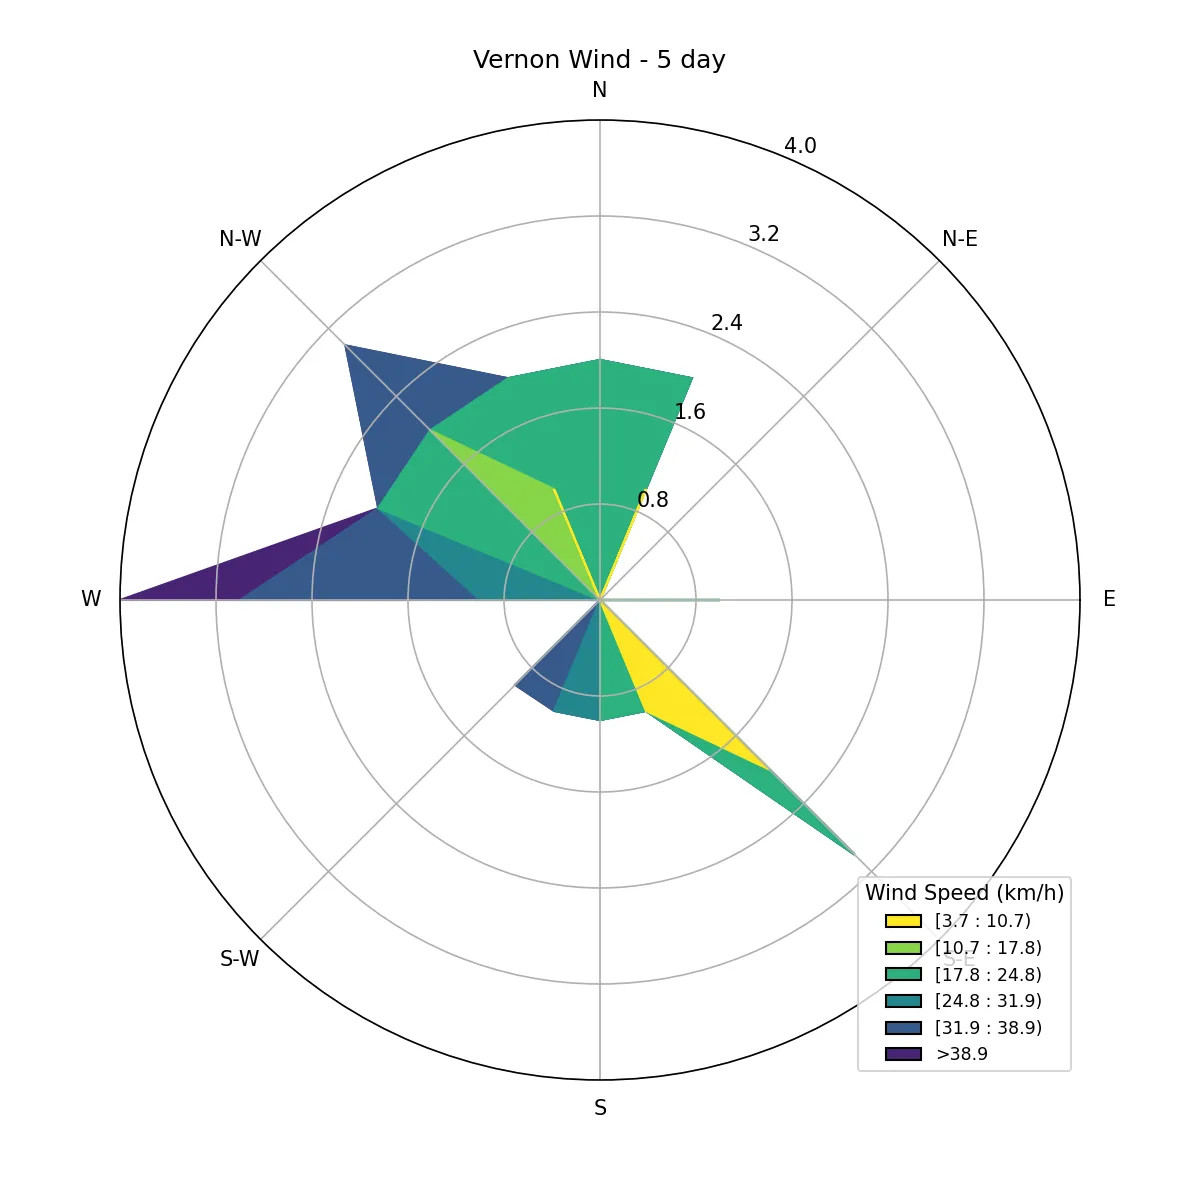 Vernon Wind - 5 day
N
4.0
N-W
3.2
N-E
2.4
1.6
0.8
W
E
Wind Speed (km/h)
[3.7 : 10.7)
[10.7 : 17.8)
S-W
S-E
[17.8 : 24.8)
[24.8 : 31.9)
[31.9 : 38.9)
>38.9
S